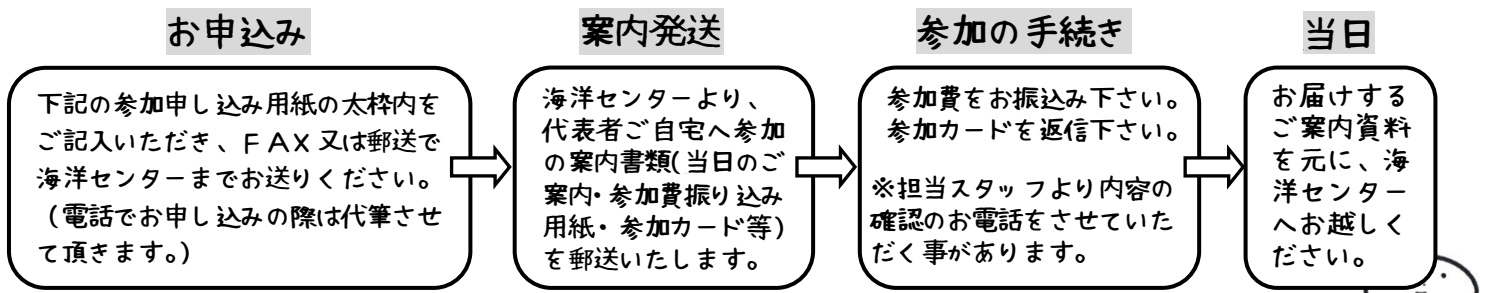 お申込み
下記の参加申し込み用紙の太枠内を
ご記入いただき、FAX又は郵送で
海洋センターまでお送りください。
(電話でお申し込みの際は代筆させ
て頂きます。)
案内発送
海洋センターより、
代表者ご自宅へ参加
の案内書類(当日のご
案内・参加費振り込み
用紙・参加カード等)
を郵送いたします。
参加の手続き
参加費をお振込み下さい。
参加カードを返信下さい。
※担当スタッフより内容の
確認のお電話をさせていた
だく事があります。
当日
お届けする
ご案内資料
を元に、海
洋センター
へお越しく
ださい。